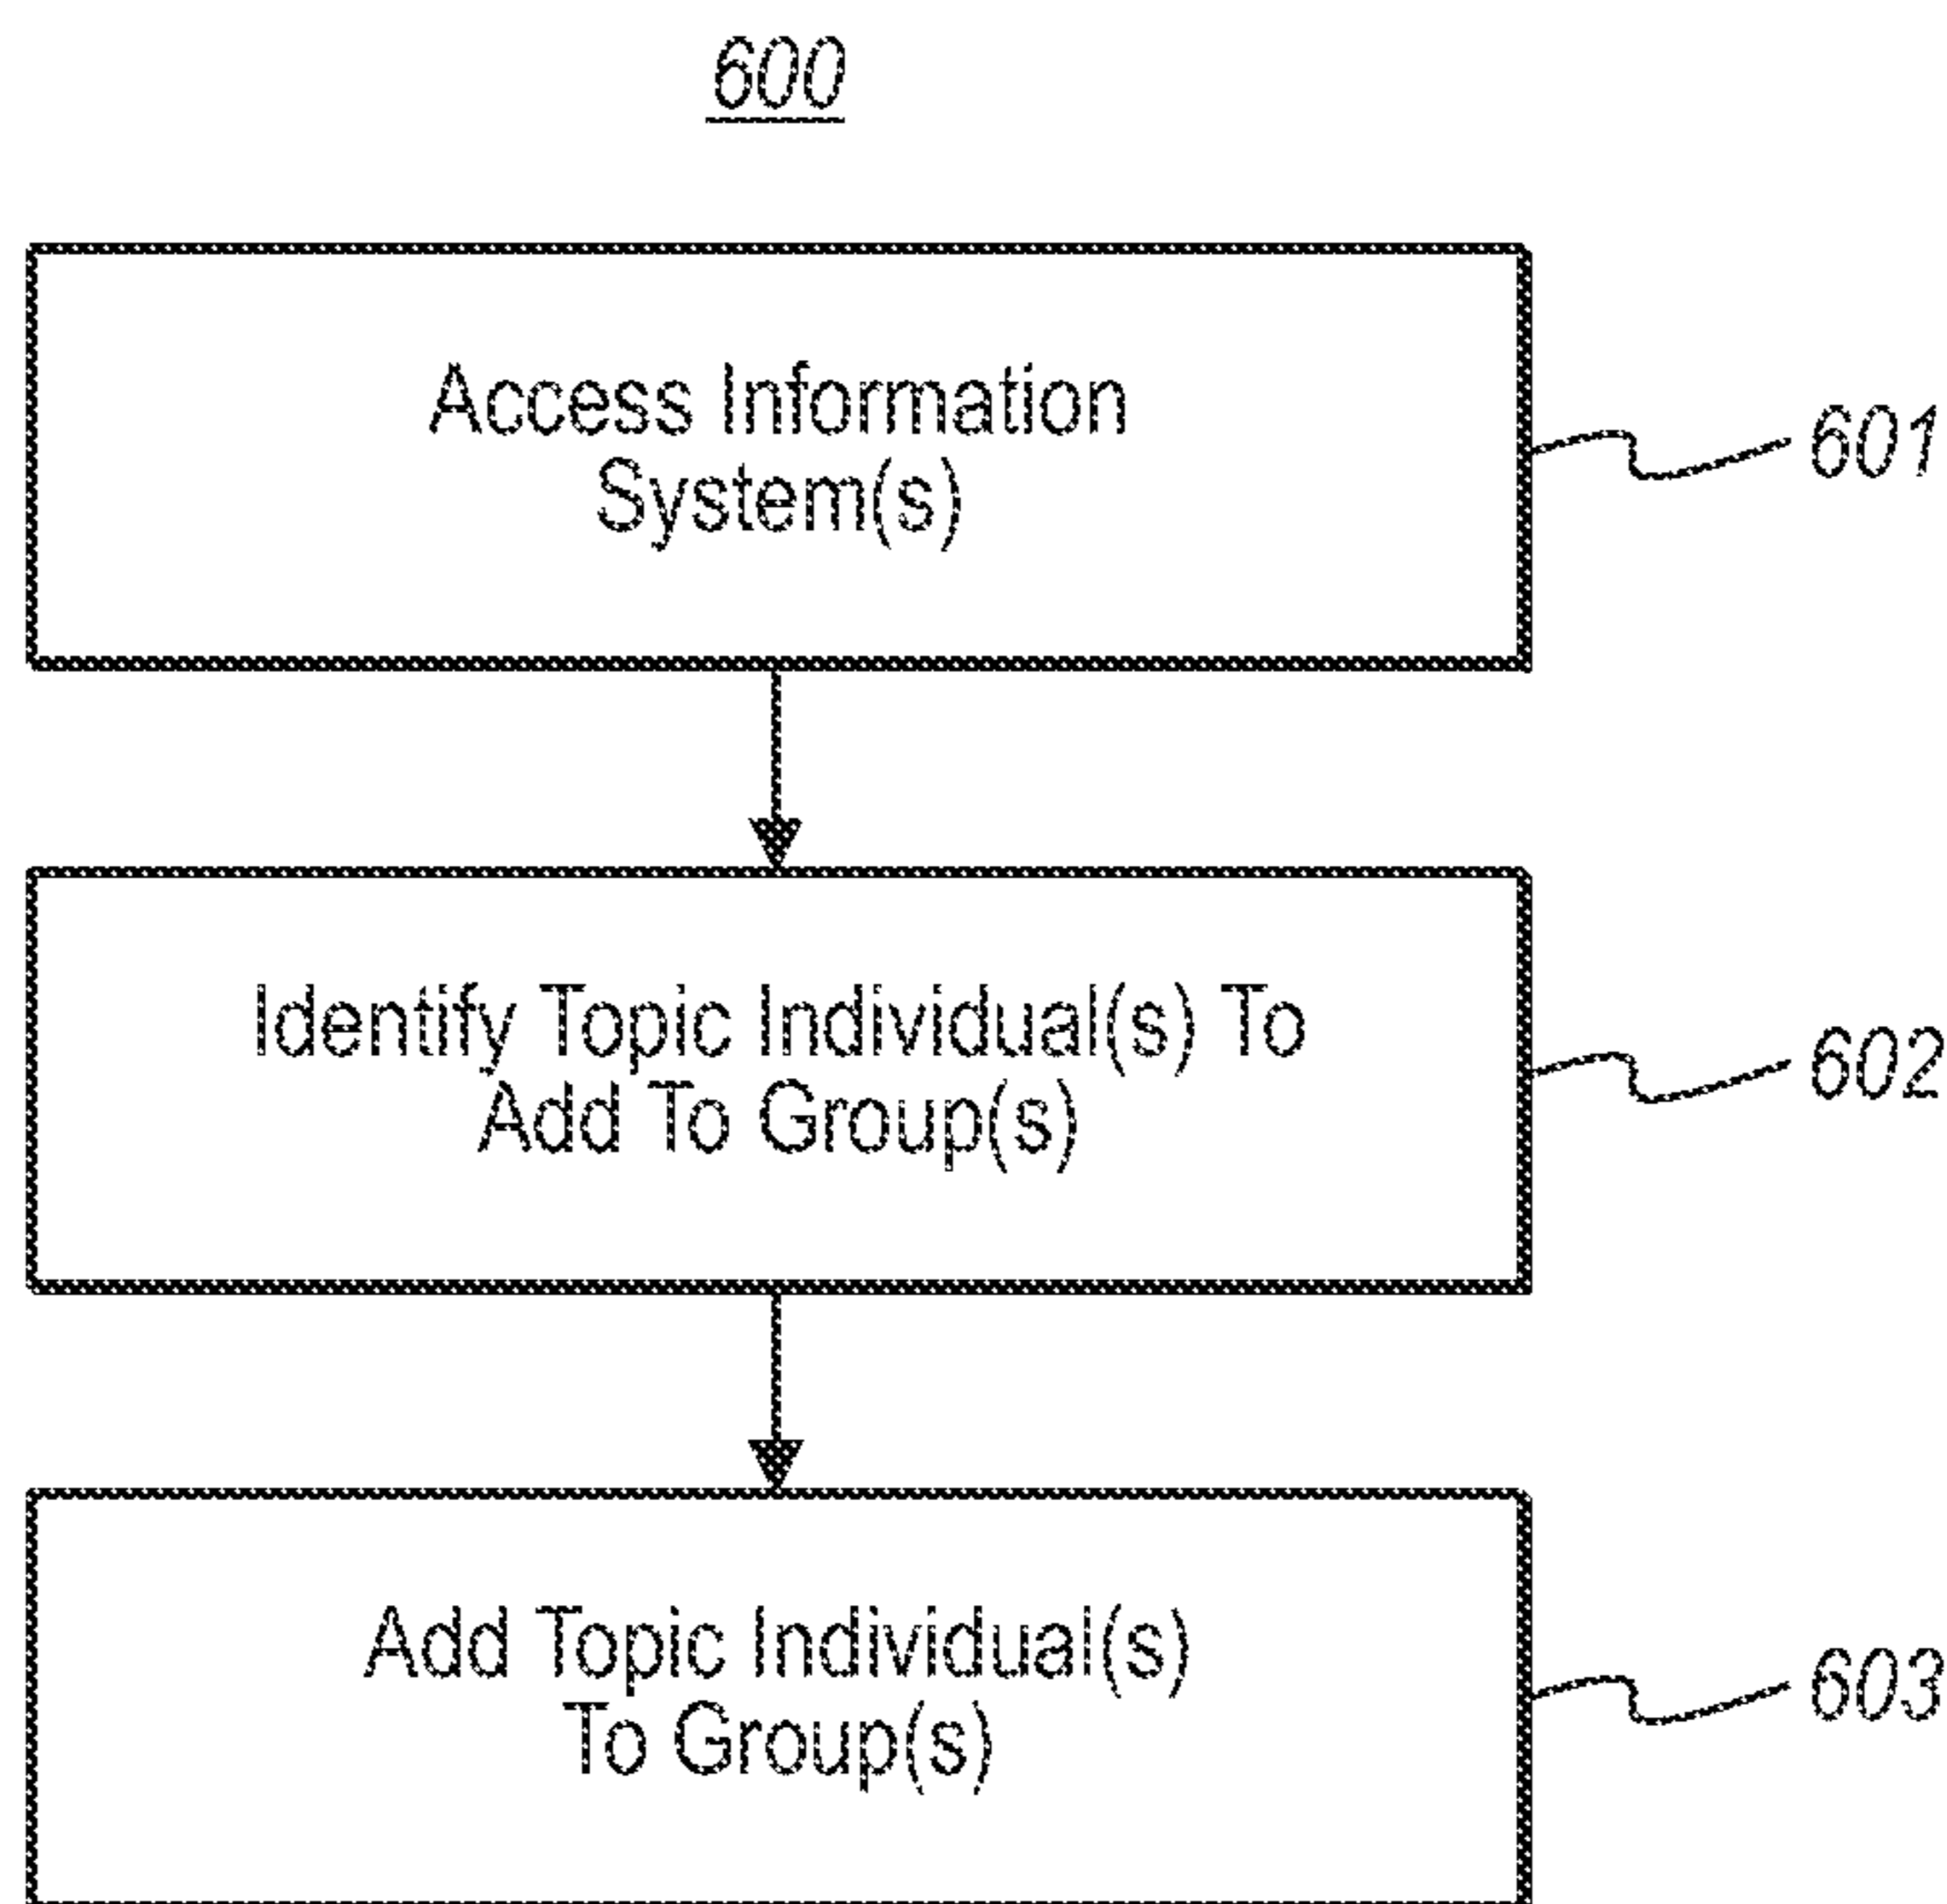 600
Access Information
System(s)
601
Identify Topic Individual(s) To
Add To Group(s)
602
Add Topic Individual(s)
To Group(s)
603